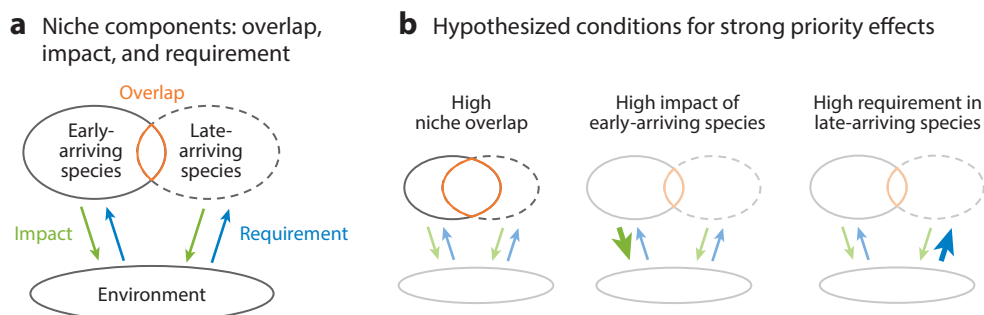 a Niche components: overlap,
impact, and requirement
Overlap
Early-
arriving
species
Late-
arriving
species
Impact
Requirement
Environment
b Hypothesized conditions for strong priority effects
High
niche overlap
High impact of
early-arriving species
High requirement in
late-arriving species